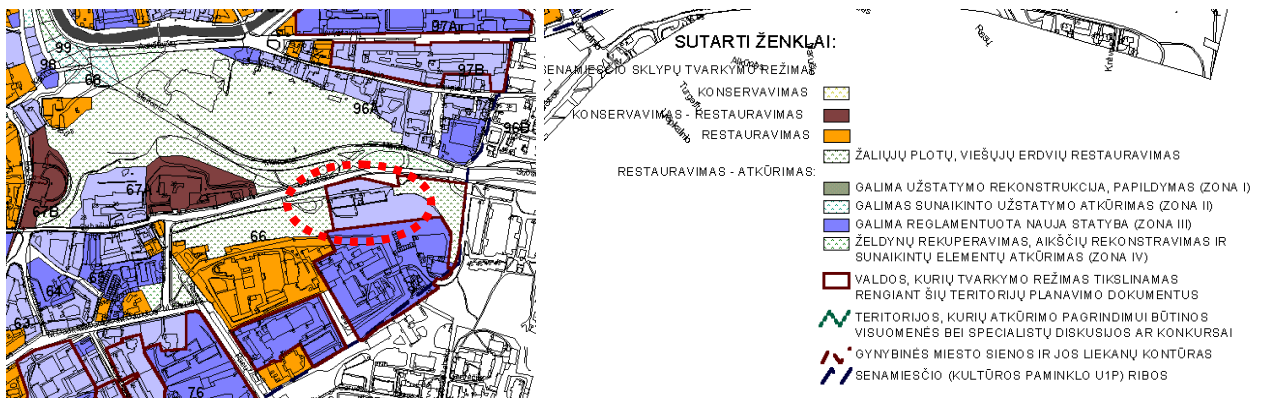 99
98
68
97A
97B
96A
96B
67A
67B
66
65
64
63
76
SUTARTI ŽENKLAI:
SENAMIESČIO SKLYPŲ TVARKYMO REŽIMAI
KONSERVAVIMAS
KONSERVAVIMAS - RESTAURAVIMAS
RESTAURAVIMAS
ŽALIŲJŲ PLOTŲ, VIEŠŲJŲ ERDVIŲ RESTAURAVIMAS
RESTAURAVIMAS - ATKŪRIMAS:
GALIMA UŽSTATYMO REKONSTRUKCIJA, PAPILDYMAS (ZONA I)
GALIMAS SUNAIKINTO UŽSTATYMO ATKŪRIMAS (ZONA II)
GALIMA REGLAMENTUOTA NAUJA STATYBA (ZONA III)
ŽELDYNŲ REKUPERAVIMAS, AIKŠČIŲ REKONSTRAVIMAS IR
SUNAIKINTŲ ELEMENTŲ ATKŪRIMAS (ZONA IV)
VALDOS, KURIŲ TVARKYMO REŽIMAS TIKSLINAMAS
RENGIANT ŠIŲ TERITORIJŲ PLANAVIMO DOKUMENTUS
TERITORIJOS, KURIŲ ATKŪRIMO PAGRINDIMUI BŪTINOS
VISUOMENĖS BEI SPECIALISTŲ DISKUSIJOS AR KONKURSAI
GYNYBINĖS MIESTO SIENOS IR JOS LIEKANŲ KONTŪRAS
SENAMIESČIO (KULTŪROS PAMINKLO U1P) RIBOS